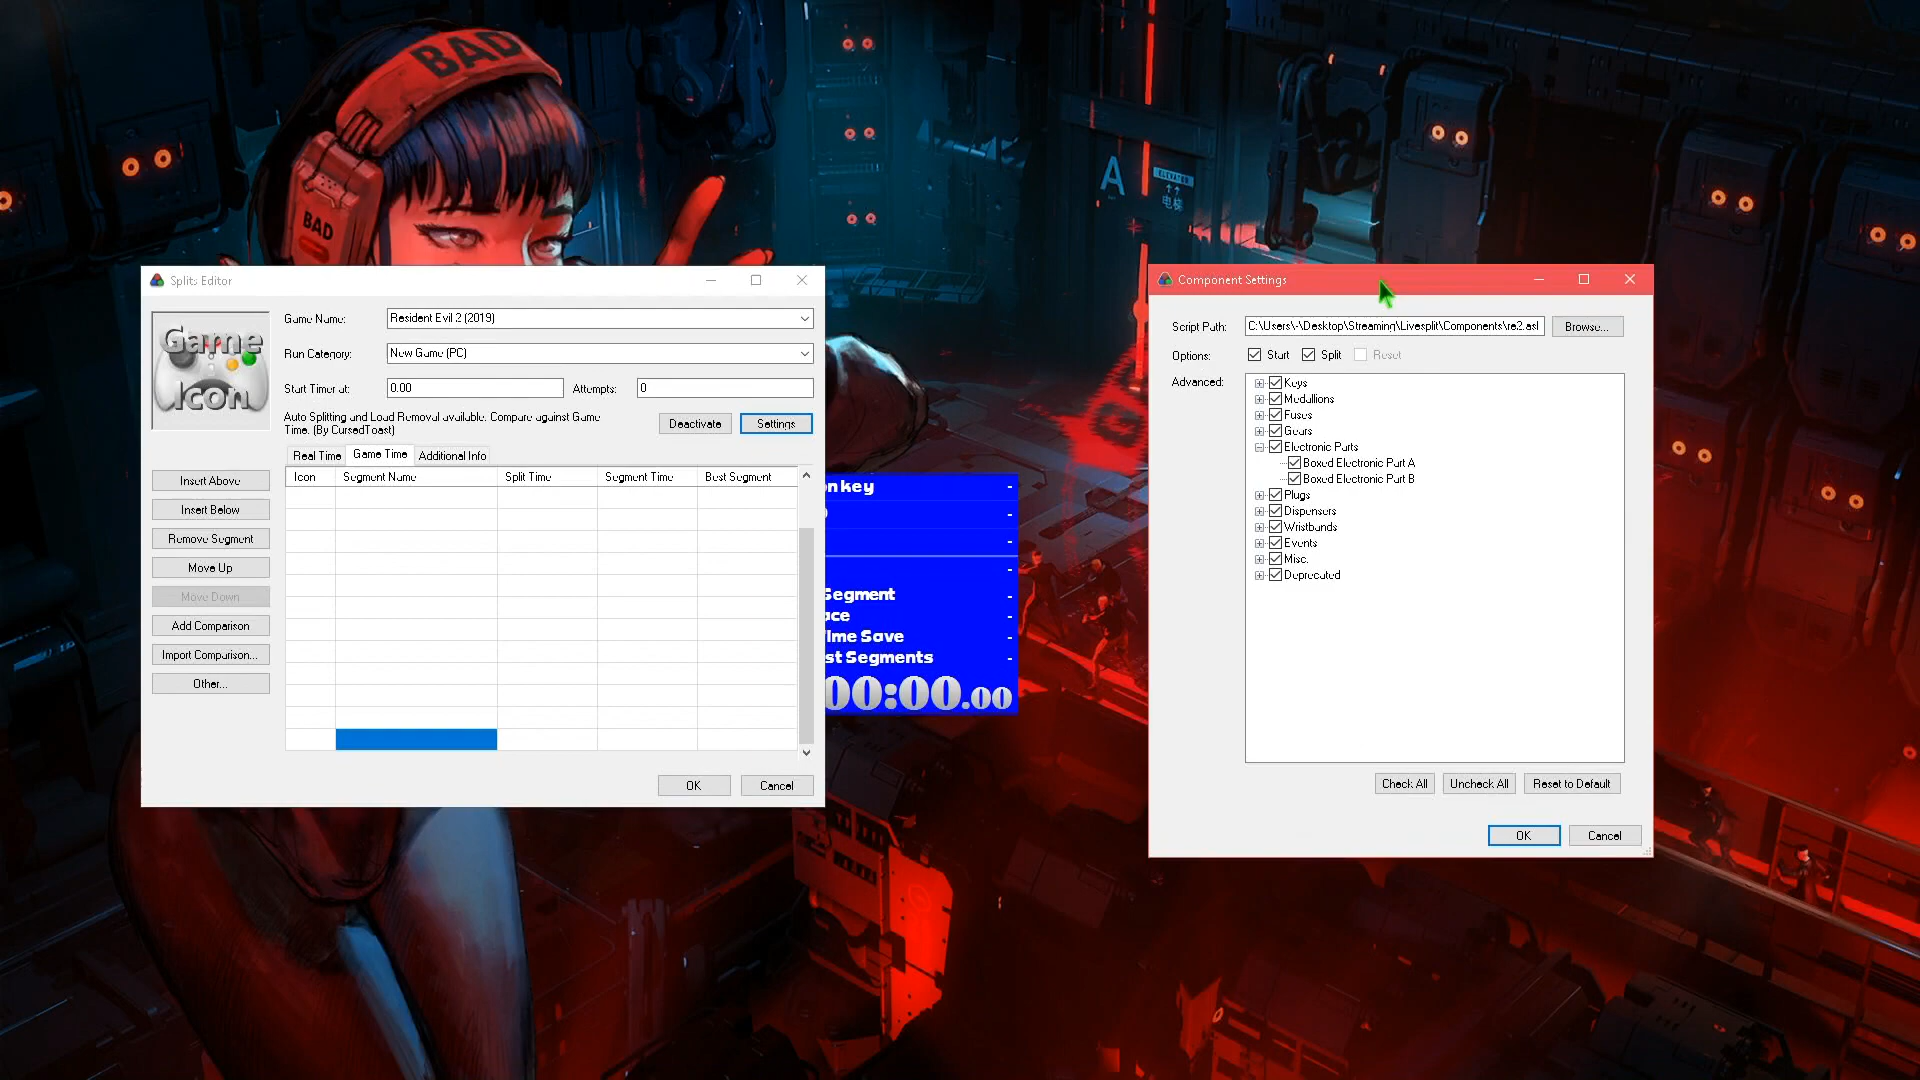 BAD
BAD
A
ELEVATED
电梯
Splits Editor
Game Icon
Game Name:
Resident Evil 2 (2019)
Run Category:
New Game (PC)
Start Timer at:
0.00
Attempts:
0
Auto Splitting and Load Removal available. Compare against Game
Time. (By CursedToast)
Deactivate
Settings
Real Time
Game Time
Additional Info
Icon
Segment Name
Split Time
Segment Time
Best Segment
Insert Above
Insert Below
Remove Segment
Move Up
Move Down
Add Comparison
Import Comparison...
Other...
OK
Cancel
onkey -
-
-
-
Segment -
ace -
Time Save -
st Segments -
00:00.00
Component Settings
Script Path:
C:\Users\-\Desktop\Streaming\Livesplit\Components\re2.asl
Browse...
Options:
Start
Split
Reset
Advanced:
Keys
Medallions
Fuses
Gears
Electronic Parts
Boxed Electronic Part A
Boxed Electronic Part B
Plugs
Dispensers
Wristbands
Events
Misc.
Deprecated
Check All
Uncheck All
Reset to Default
OK
Cancel